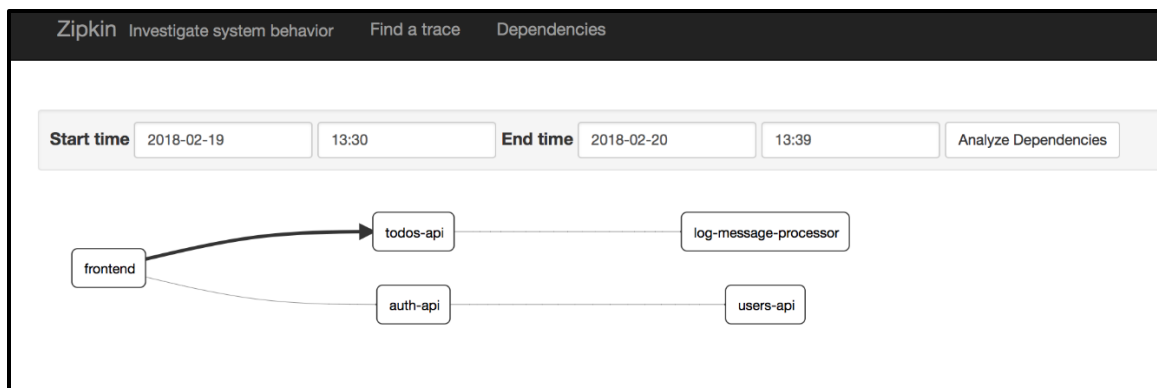 Zipkin Investigate system behavior Find a trace Dependencies
Start time 2018-02-19 13:30 End time 2018-02-20 13:39 Analyze Dependencies
todos-api log-message-processor
frontend
auth-api users-api